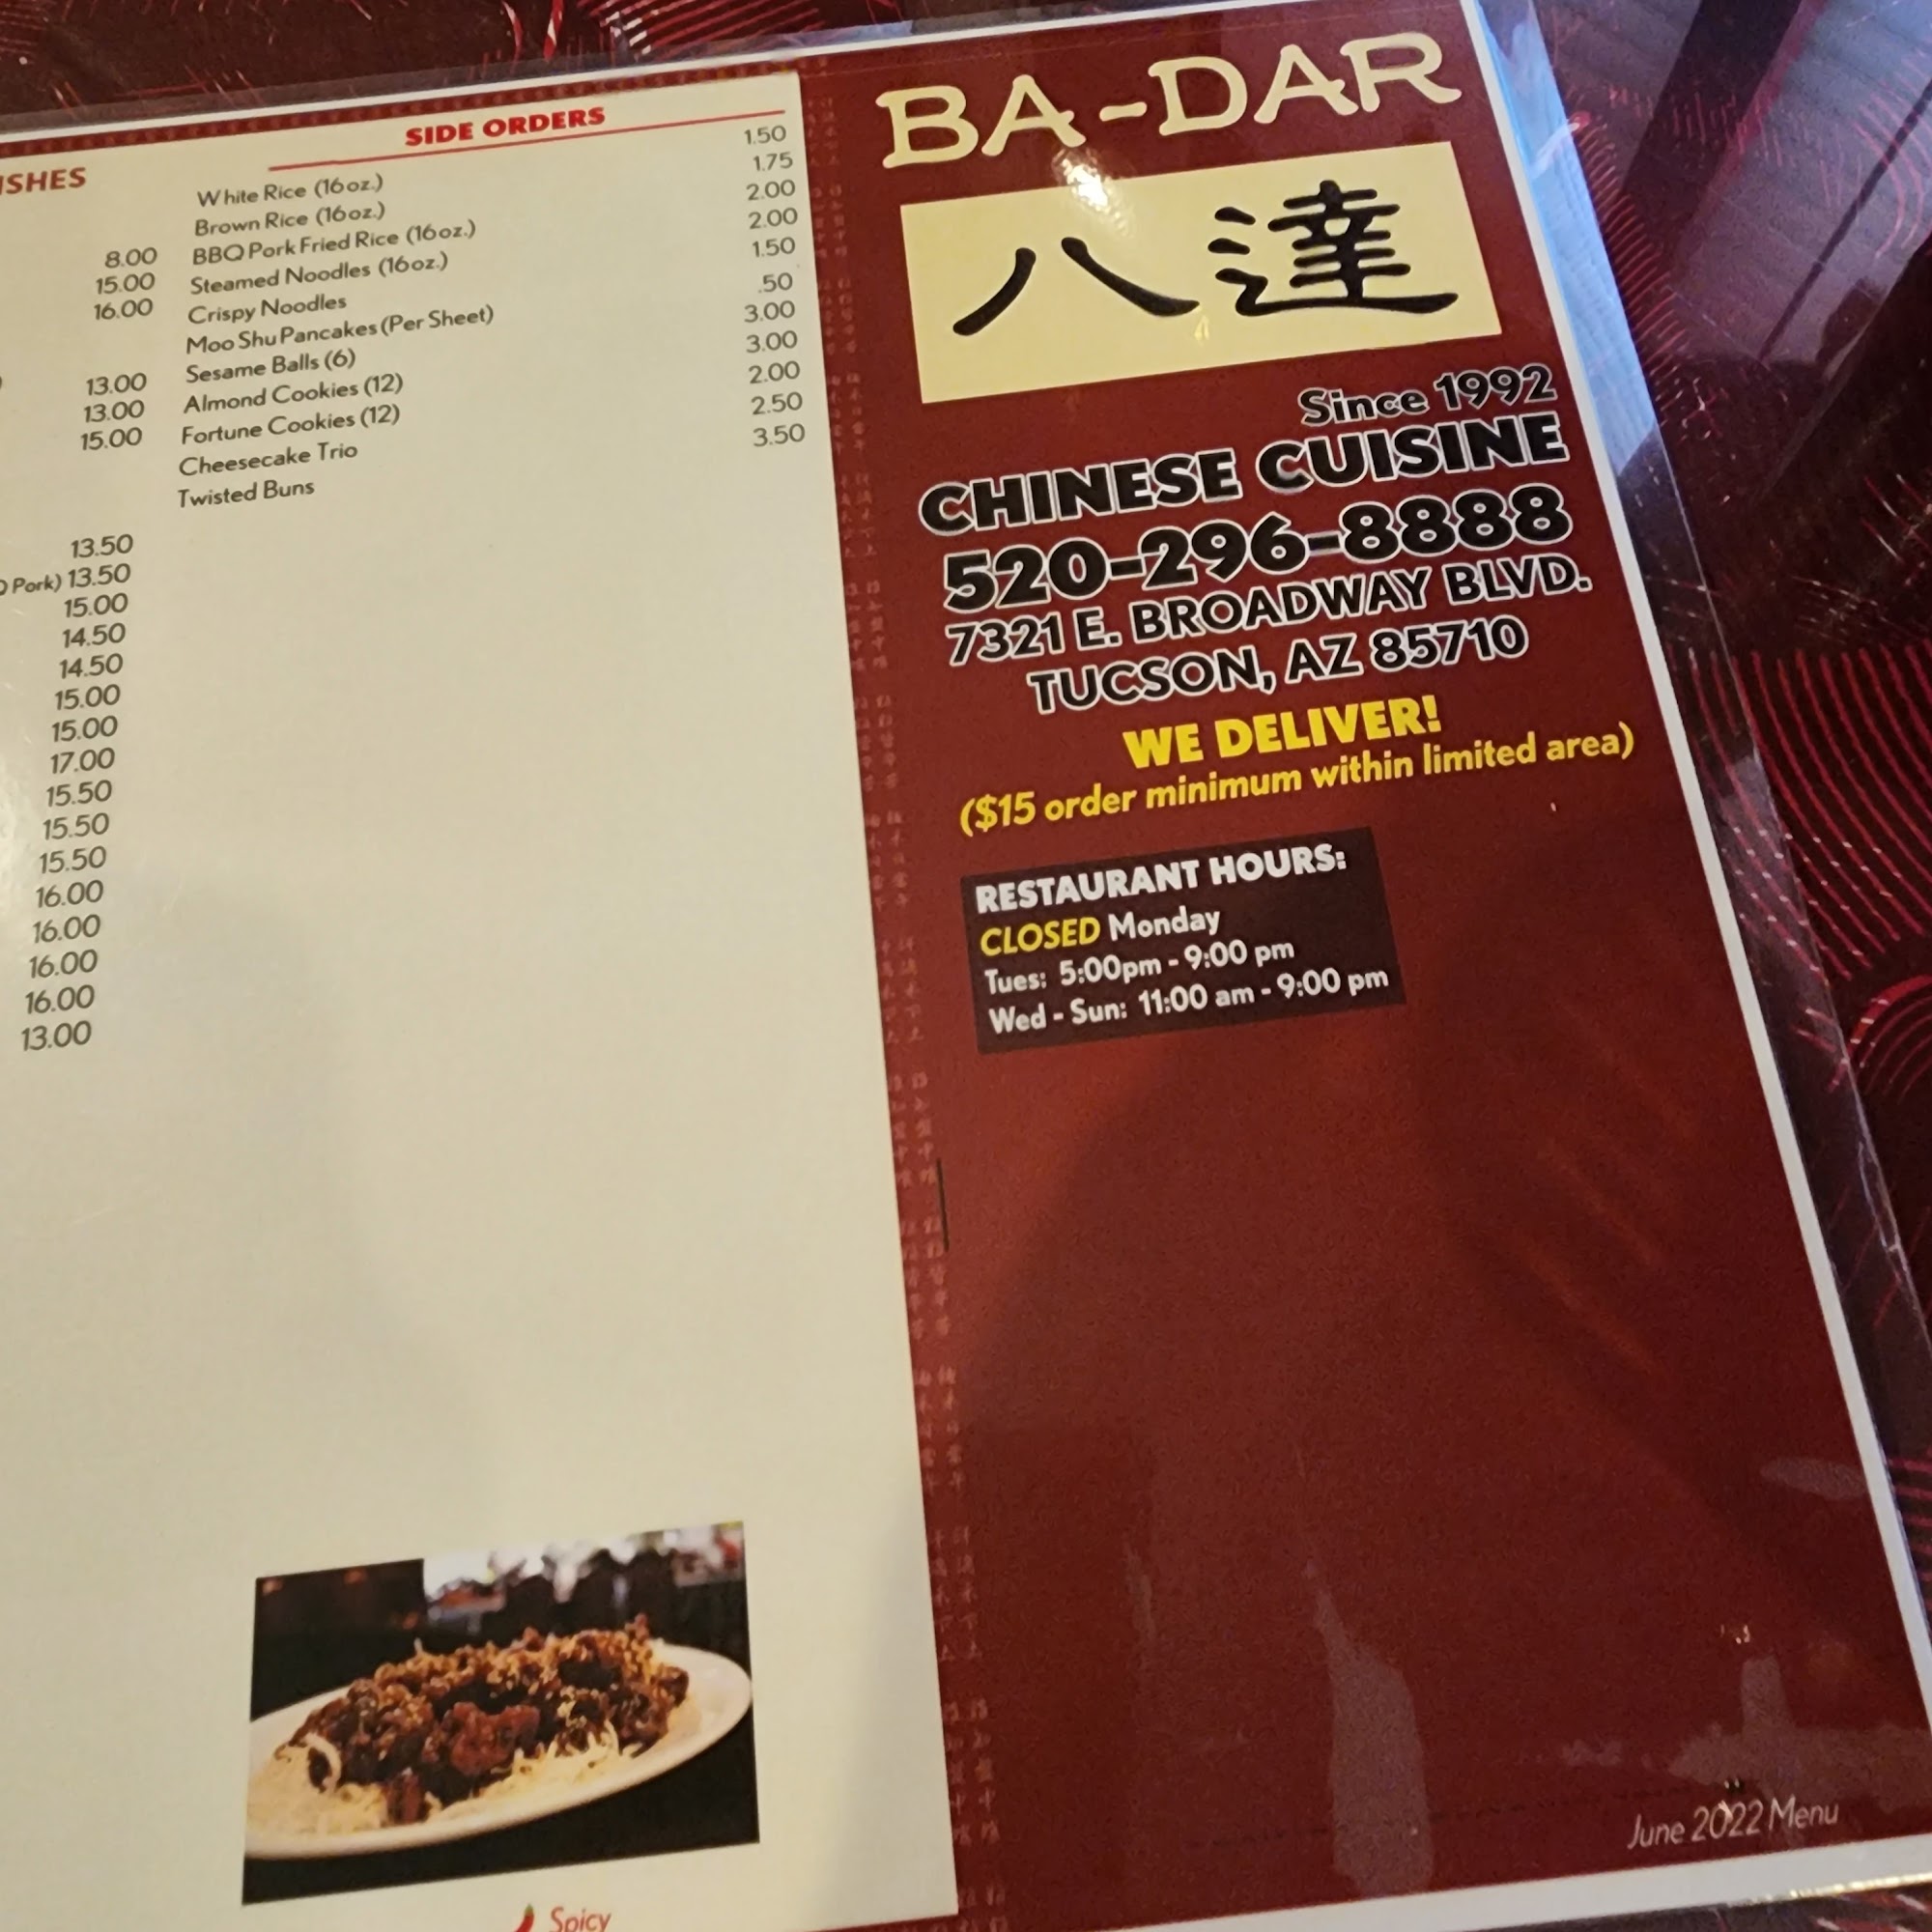 ISHES
8.00
15.00
16.00
13.00
13.00
15.00
13.50
Pork) 13.50
15.00
14.50
14.50
15.00
15.00
17.00
15.50
15.50
15.50
16.00
16.00
16.00
16.00
13.00
SIDE ORDERS
White Rice (16oz.) 1.50
Brown Rice (16oz.) 1.75
BBQ Pork Fried Rice (16oz.) 2.00
Steamed Noodles (16oz.) 2.00
Crispy Noodles 1.50
Moo Shu Pancakes (Per Sheet) .50
Sesame Balls (6) 3.00
Almond Cookies (12) 3.00
Fortune Cookies (12) 2.00
Cheesecake Trio 2.50
Twisted Buns 3.50
Spicy
BA-DAR
八達
Since 1992
CHINESE CUISINE
520-296-8888
7321 E. BROADWAY BLVD.
TUCSON, AZ 85710
WE DELIVER!
($15 order minimum within limited area)
RESTAURANT HOURS:
CLOSED Monday
Tues: 5:00pm - 9:00 pm
Wed - Sun: 11:00 am - 9:00 pm
June 2022 Menu